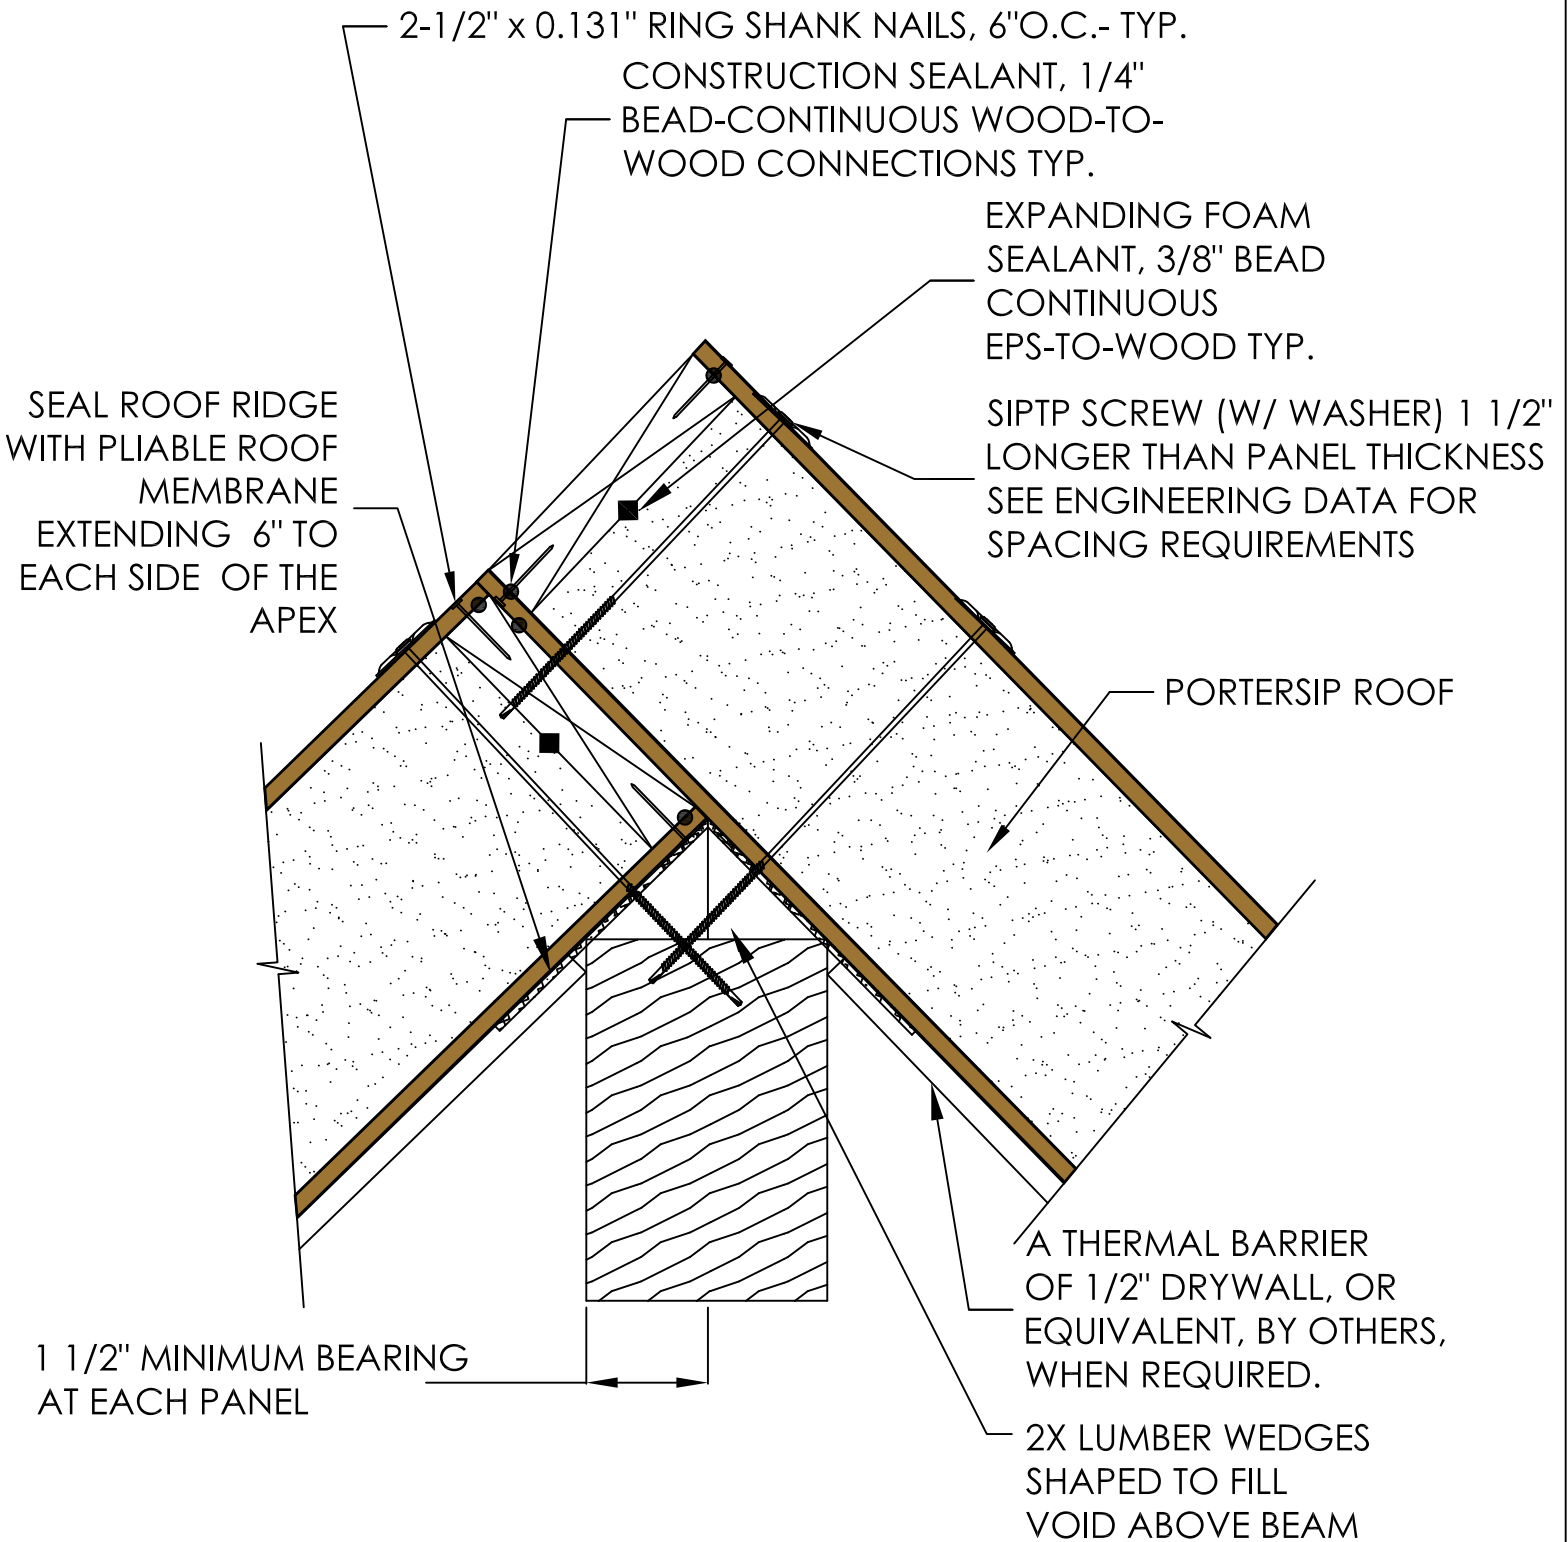 2-1/2" x 0.131" RING SHANK NAILS, 6"O.C.- TYP.
CONSTRUCTION SEALANT, 1/4"
BEAD-CONTINUOUS WOOD-TO-
WOOD CONNECTIONS TYP.
EXPANDING FOAM
SEALANT, 3/8" BEAD
CONTINUOUS
EPS-TO-WOOD TYP.
SEAL ROOF RIDGE
WITH PLIABLE ROOF
MEMBRANE
EXTENDING 6" TO
EACH SIDE OF THE
APEX
SIPTP SCREW (W/ WASHER) 1 1/2"
LONGER THAN PANEL THICKNESS
SEE ENGINEERING DATA FOR
SPACING REQUIREMENTS
PORTERSIP ROOF
A THERMAL BARRIER
OF 1/2" DRYWALL, OR
EQUIVALENT, BY OTHERS,
WHEN REQUIRED.
1 1/2" MINIMUM BEARING
AT EACH PANEL
2X LUMBER WEDGES
SHAPED TO FILL
VOID ABOVE BEAM